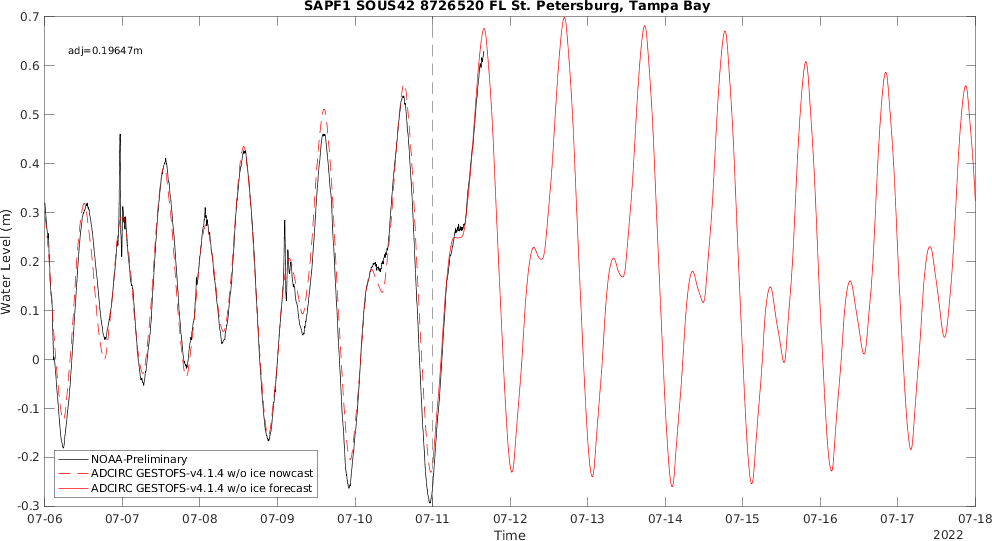 SAPF1 SOUS42 8726520 FL St. Petersburg, Tampa Bay
0.7
adj=0.19647m
0.6
0.5
0.4
0.3
0.2
0.1
0
-0.1
-0.2
-0.3
Water Level (m)
NOAA-Preliminary
ADCIRC GESTOFS-v4.1.4 w/o ice nowcast
ADCIRC GESTOFS-v4.1.4 w/o ice forecast
07-06 07-07 07-08 07-09 07-10 07-11 07-12 07-13 07-14 07-15 07-16 07-17 07-18
Time
2022